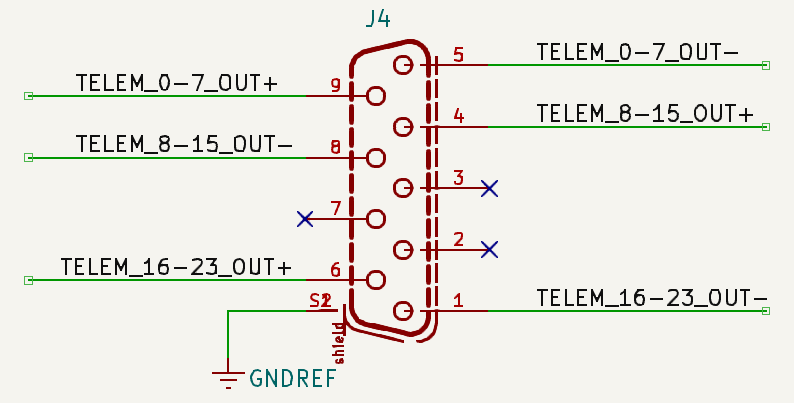 J4
5 TELEM_0-7_OUT-
TELEM_0-7_OUT+ 9
4 TELEM_8-15_OUT+
TELEM_8-15_OUT- 8
3
7
2
TELEM_16-23_OUT+ 6
1 TELEM_16-23_OUT-
shield
GNDREF